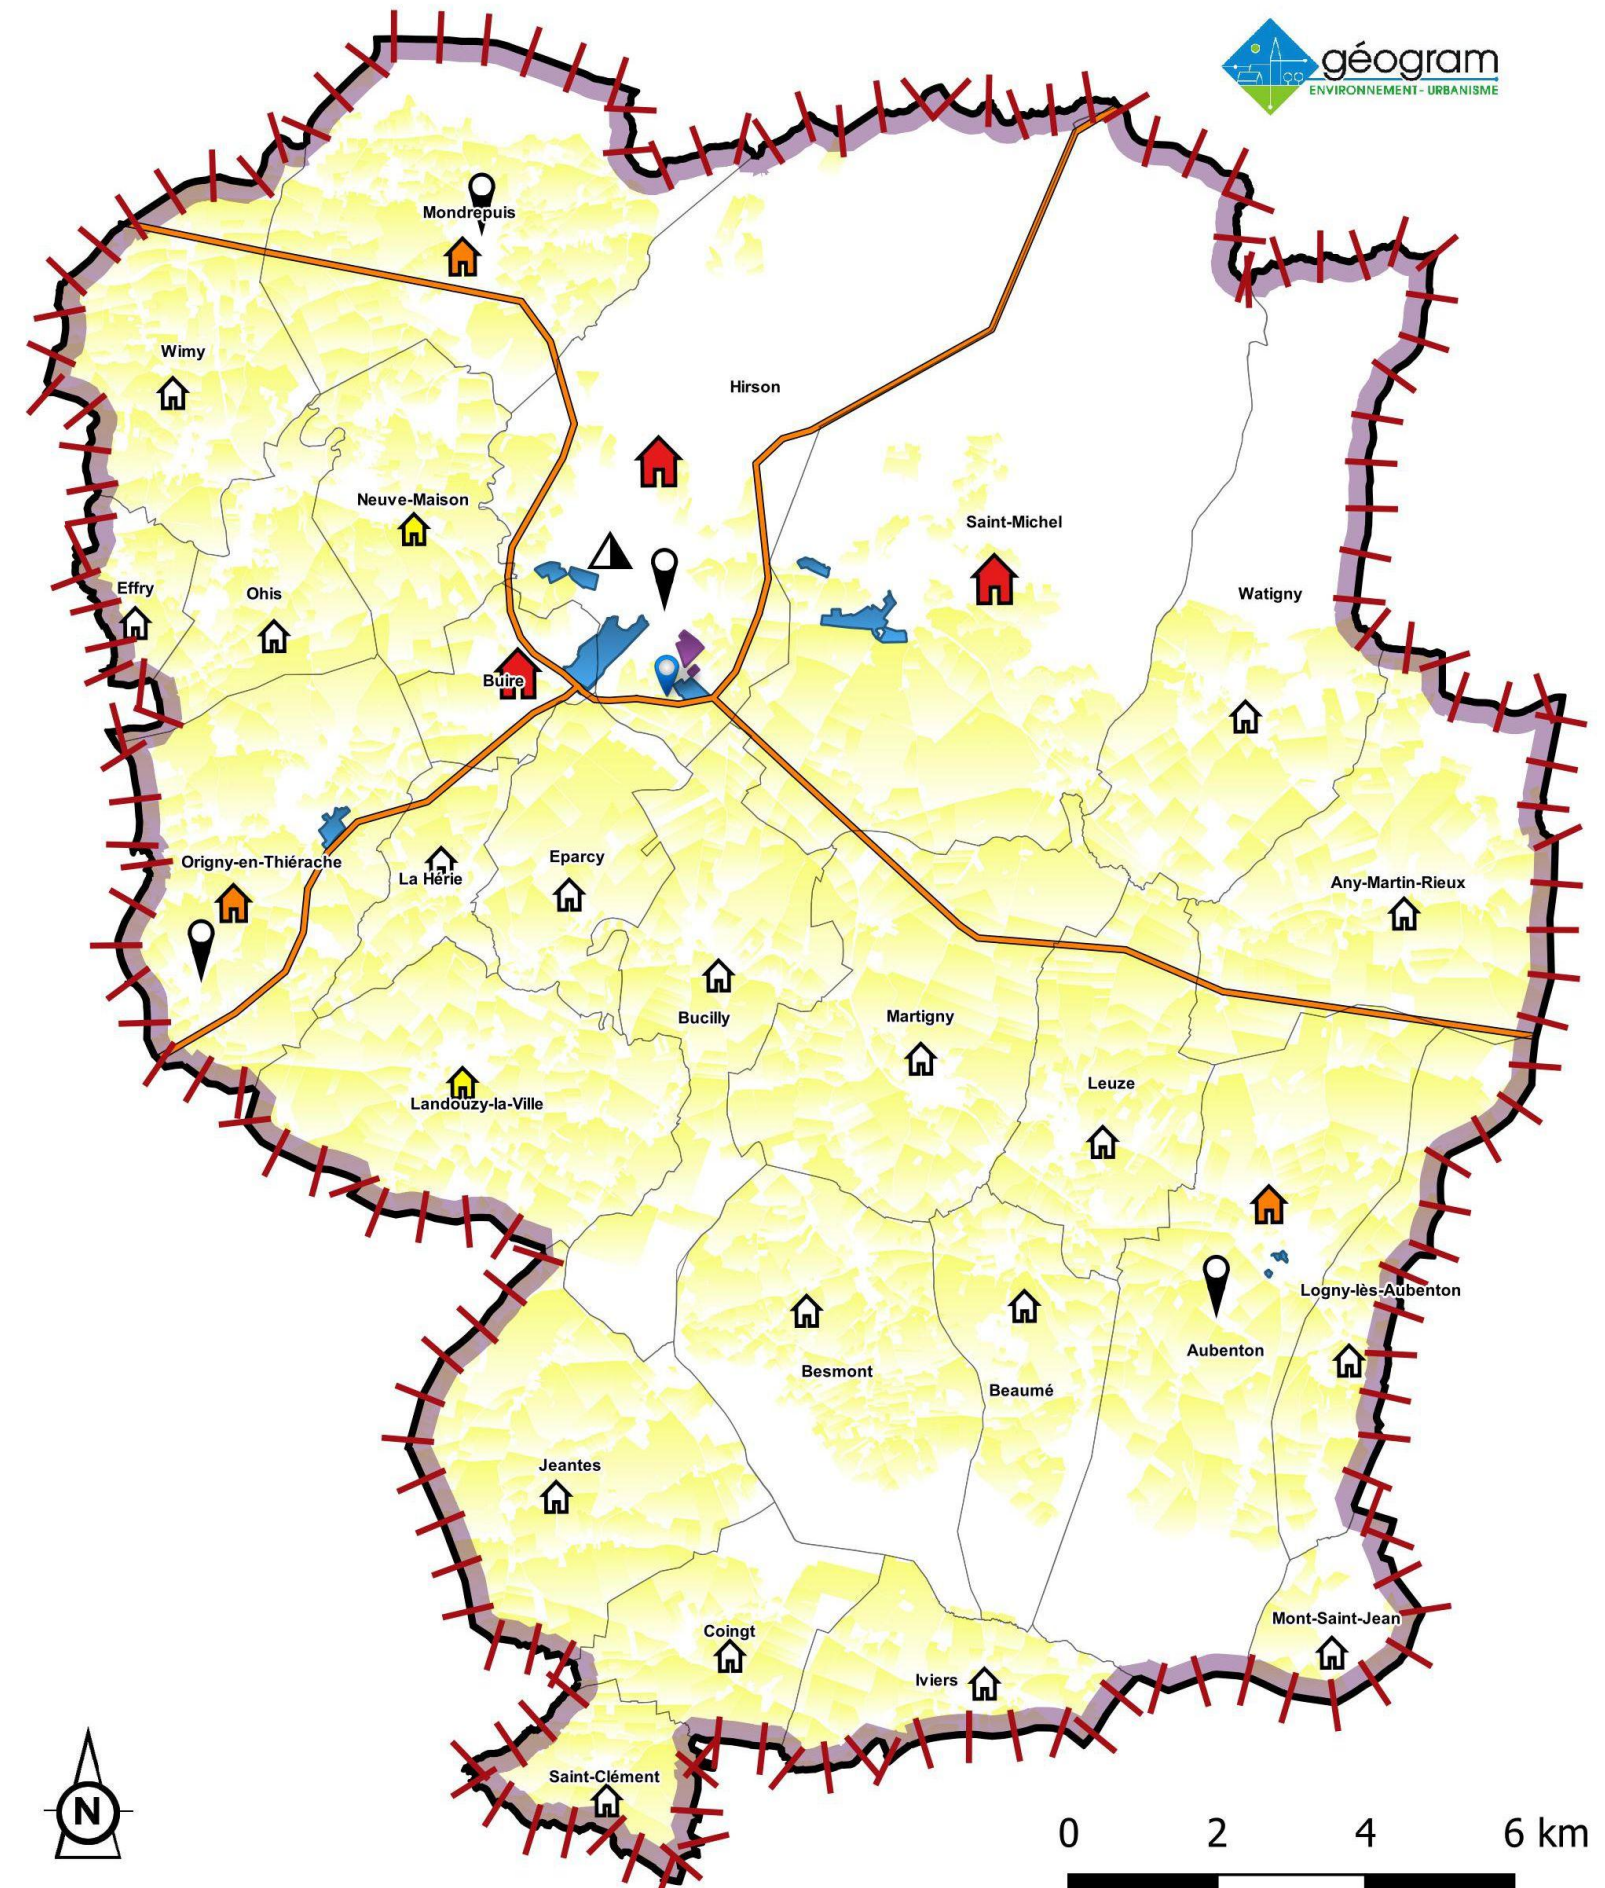 géogram
ENVIRONNEMENT - URBANISME
Mondrepuis
Wimy
Hirson
Neuve-Maison
Saint-Michel
Effry
Ohis
Watigny
Buire
Origny-en-Thiérache
La Hérie
Eparcy
Any-Martin-Rieux
Bucilly
Martigny
Leuze
Landouzy-la-Ville
Logny-lès-Aubenton
Aubenton
Besmont
Beaumé
Jeantes
Coingt
Mont-Saint-Jean
Iviers
Saint-Clément
N
0 2 4 6 km